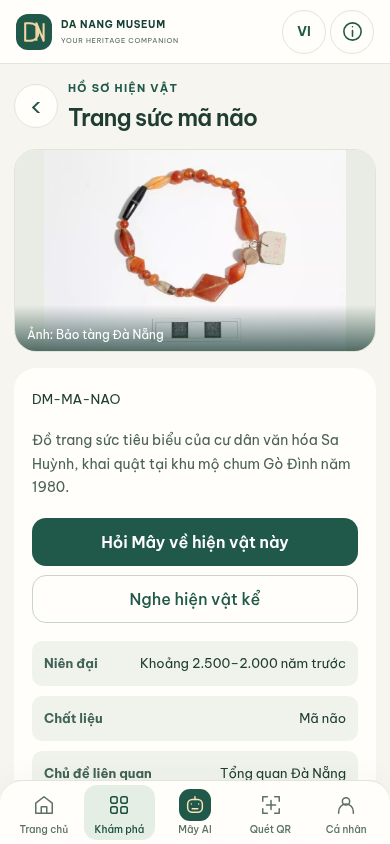 DN
DA NANG MUSEUM
YOUR HERITAGE COMPANION
VI
HỒ SƠ HIỆN VẬT
Trang sức mã não
Ảnh: Bảo tàng Đà Nẵng
DM-MA-NAO
Đồ trang sức tiêu biểu của cư dân văn hóa Sa
Huỳnh, khai quật tại khu mộ chum Gò Đình năm
1980.
Hỏi Mây về hiện vật này
Nghe hiện vật kể
Niên đại Khoảng 2.500–2.000 năm trước
Chất liệu Mã não
Chủ đề liên quan Tổng quan Đà Nẵng
Trang chủ Khám phá Mây AI Quét QR Cá nhân